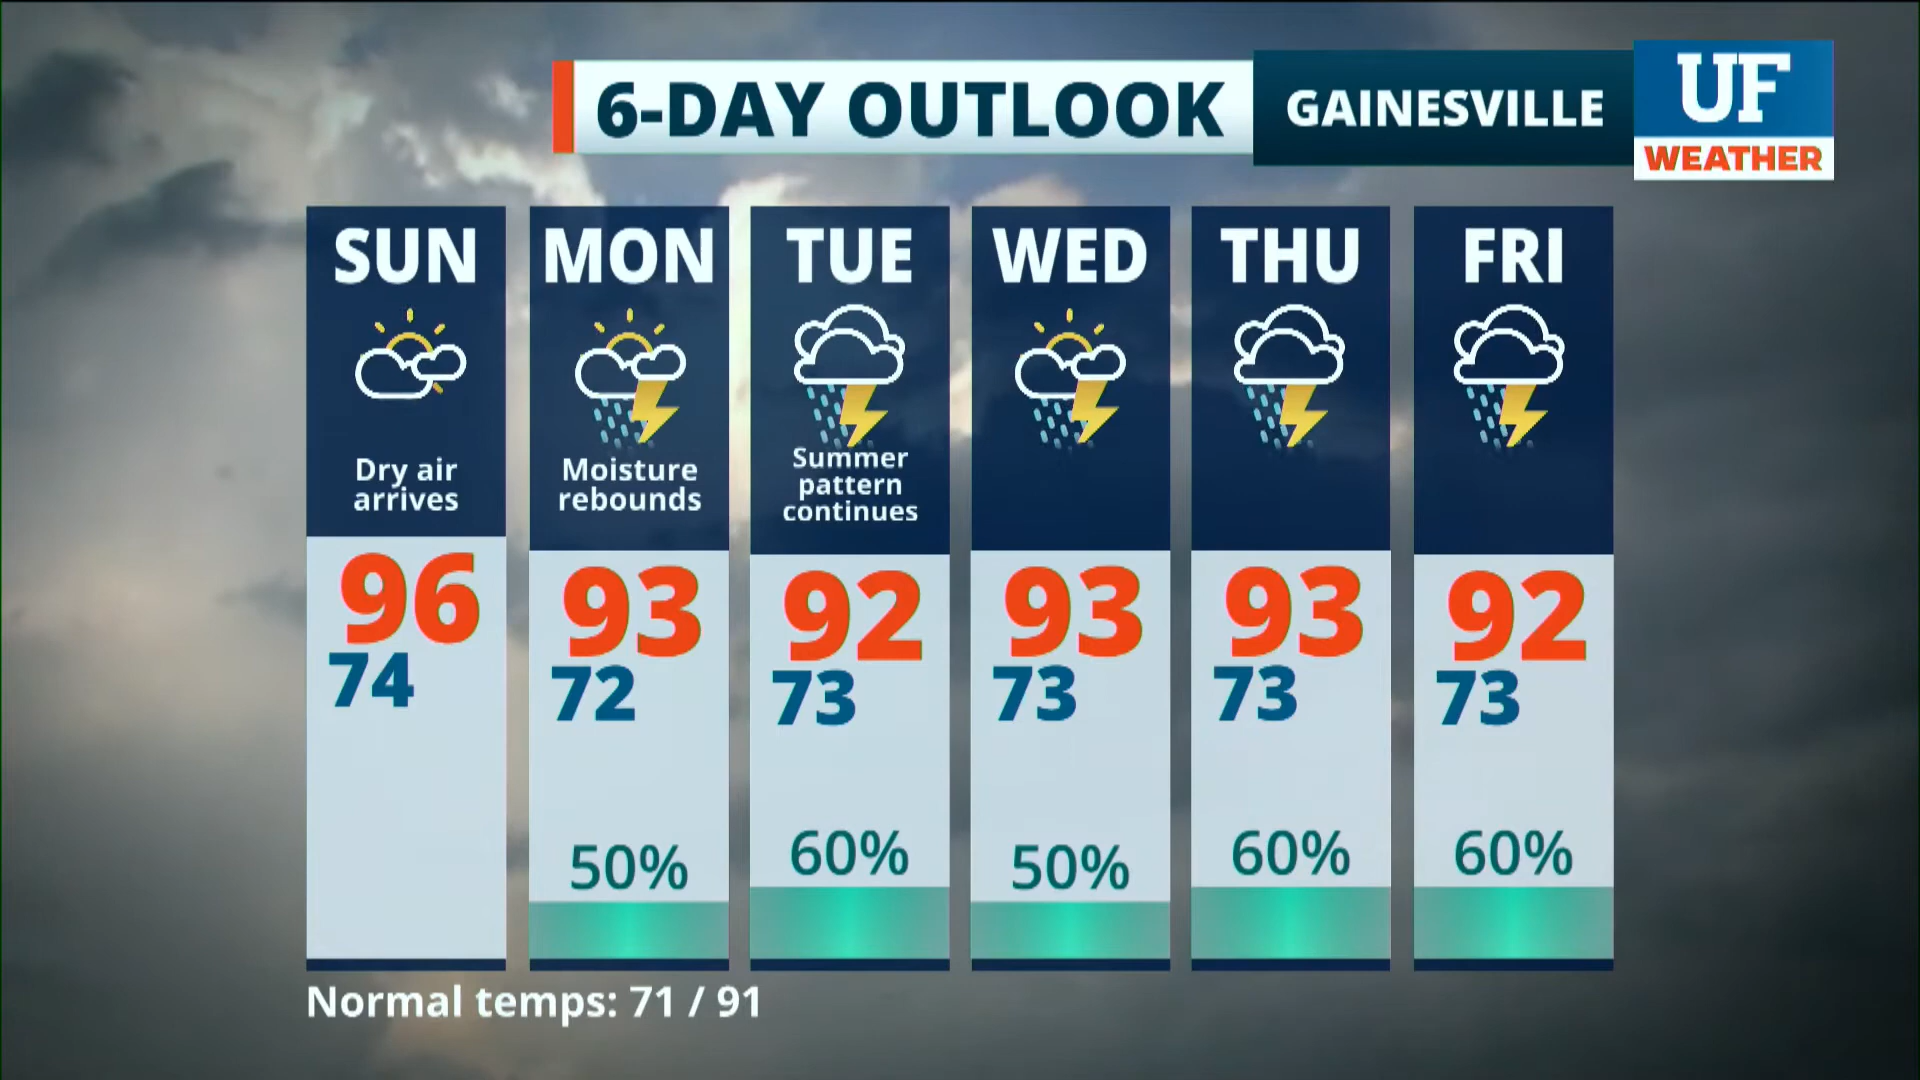 6-DAY OUTLOOK
GAINESVILLE
UF
WEATHER
SUN
Dry air
arrives
96
74
MON
Moisture
rebounds
93
72
50%
TUE
Summer
pattern
continues
92
73
60%
WED
93
73
50%
THU
93
73
60%
FRI
92
73
60%
Normal temps: 71 / 91